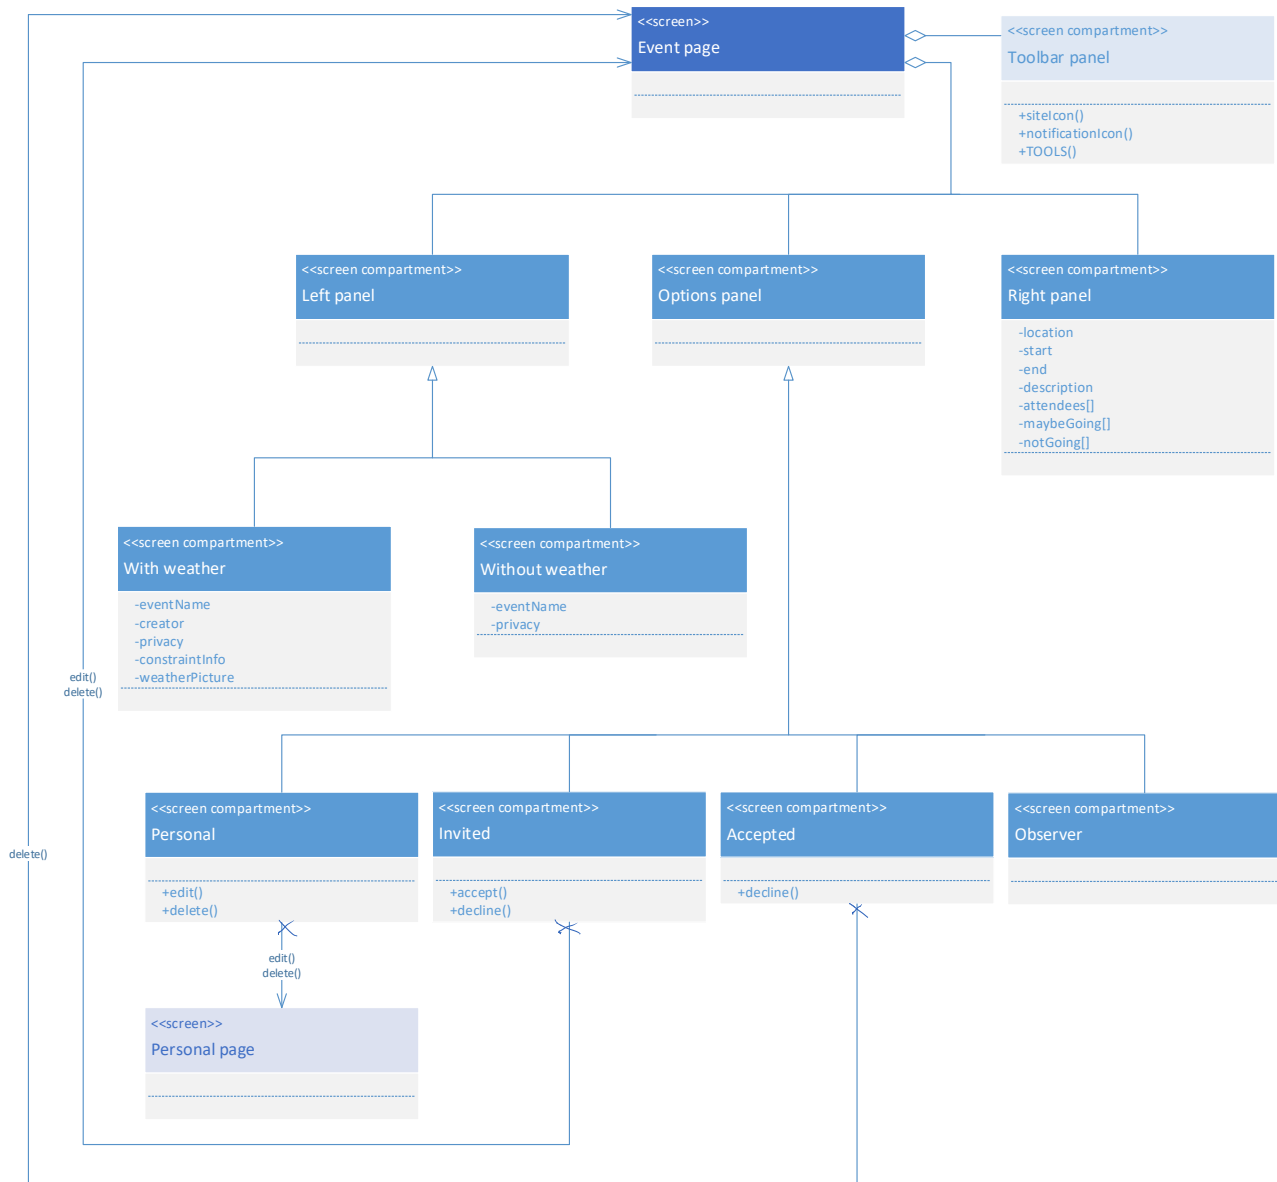 <<screen>>
Event page
<<screen compartment>>
Toolbar panel
+siteIcon()
+notificationIcon()
+TOOLS()
<<screen compartment>>
Left panel
<<screen compartment>>
Options panel
<<screen compartment>>
Right panel
-location
-start
-end
-description
-attendees[]
-maybeGoing[]
-notGoing[]
<<screen compartment>>
With weather
-eventName
-creator
-privacy
-constraintInfo
-weatherPicture
<<screen compartment>>
Without weather
-eventName
-privacy
edit()
delete()
<<screen compartment>>
Personal
+edit()
+delete()
<<screen compartment>>
Invited
+accept()
+decline()
<<screen compartment>>
Accepted
+decline()
<<screen compartment>>
Observer
delete()
edit()
delete()
<<screen>>
Personal page